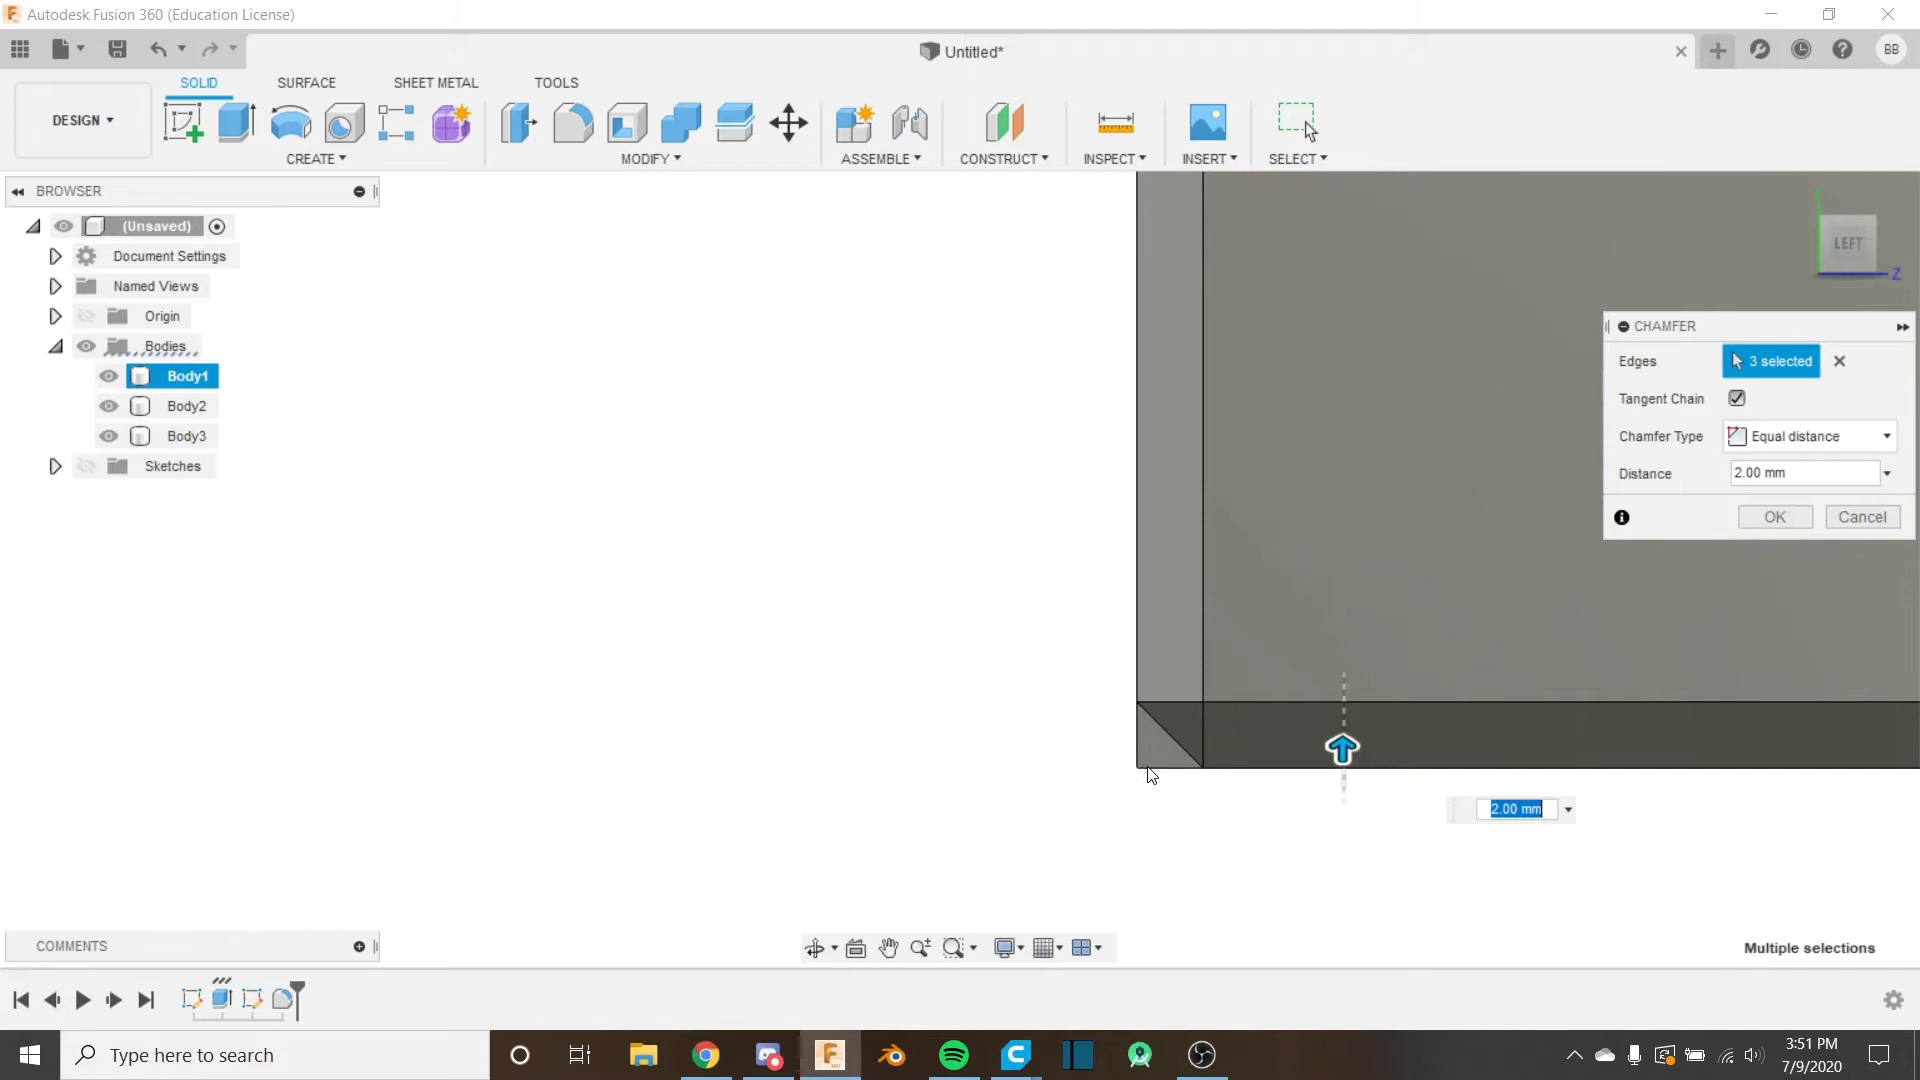 Autodesk Fusion 360 (Education License)
Untitled*
BB
DESIGN
SOLID
SURFACE
SHEET METAL
TOOLS
CREATE
MODIFY
ASSEMBLE
CONSTRUCT
INSPECT
INSERT
SELECT
BROWSER
(Unsaved)
Document Settings
Named Views
Origin
Bodies
Body1
Body2
Body3
Sketches
LEFT
Z
CHAMFER
Edges
3 selected
Tangent Chain
Chamfer Type
Equal distance
Distance
2.00 mm
OK
Cancel
2.00 mm
COMMENTS
Multiple selections
Type here to search
3:51 PM
7/9/2020